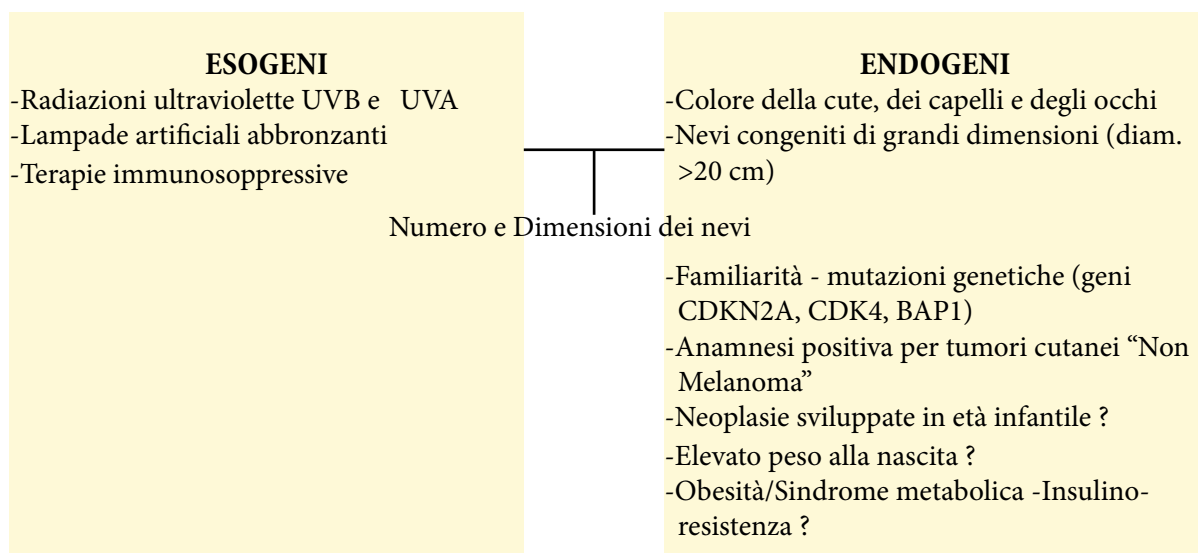 ESOGENI
-Radiazioni ultraviolette UVB e UVA
-Lampade artificiali abbronzanti
-Terapie immunosoppressive
ENDOGENI
-Colore della cute, dei capelli e degli occhi
-Nevi congeniti di grandi dimensioni (diam.
>20 cm)
Numero e Dimensioni dei nevi
-Familiarità - mutazioni genetiche (geni
CDKN2A, CDK4, BAP1)
-Anamnesi positiva per tumori cutanei “Non
Melanoma”
-Neoplasie sviluppate in età infantile ?
-Elevato peso alla nascita ?
-Obesità/Sindrome metabolica -Insulino-
resistenza ?